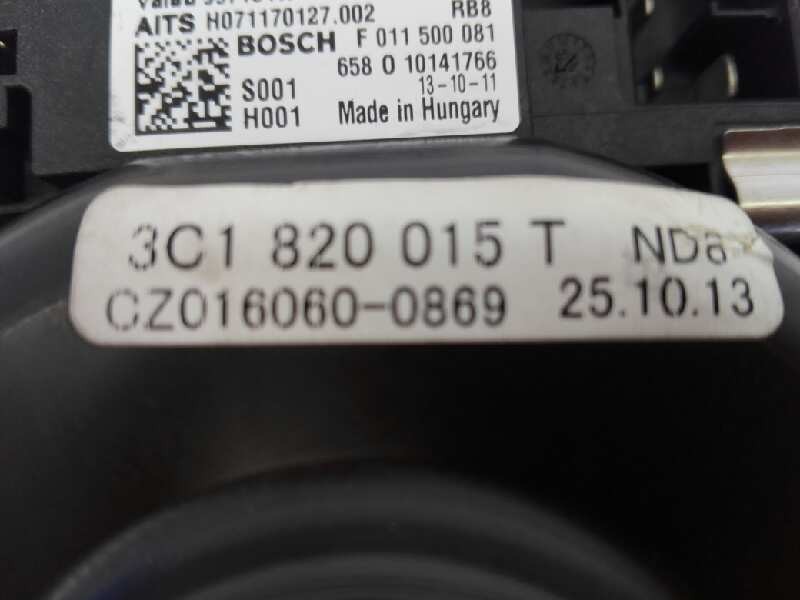 AITS H071170127.002 RB8
BOSCH F 011 500 081
658 0 10141766
S001 13-10-11
H001 Made in Hungary
3C1 820 015 T ND8
CZ016060-0869 25.10.13